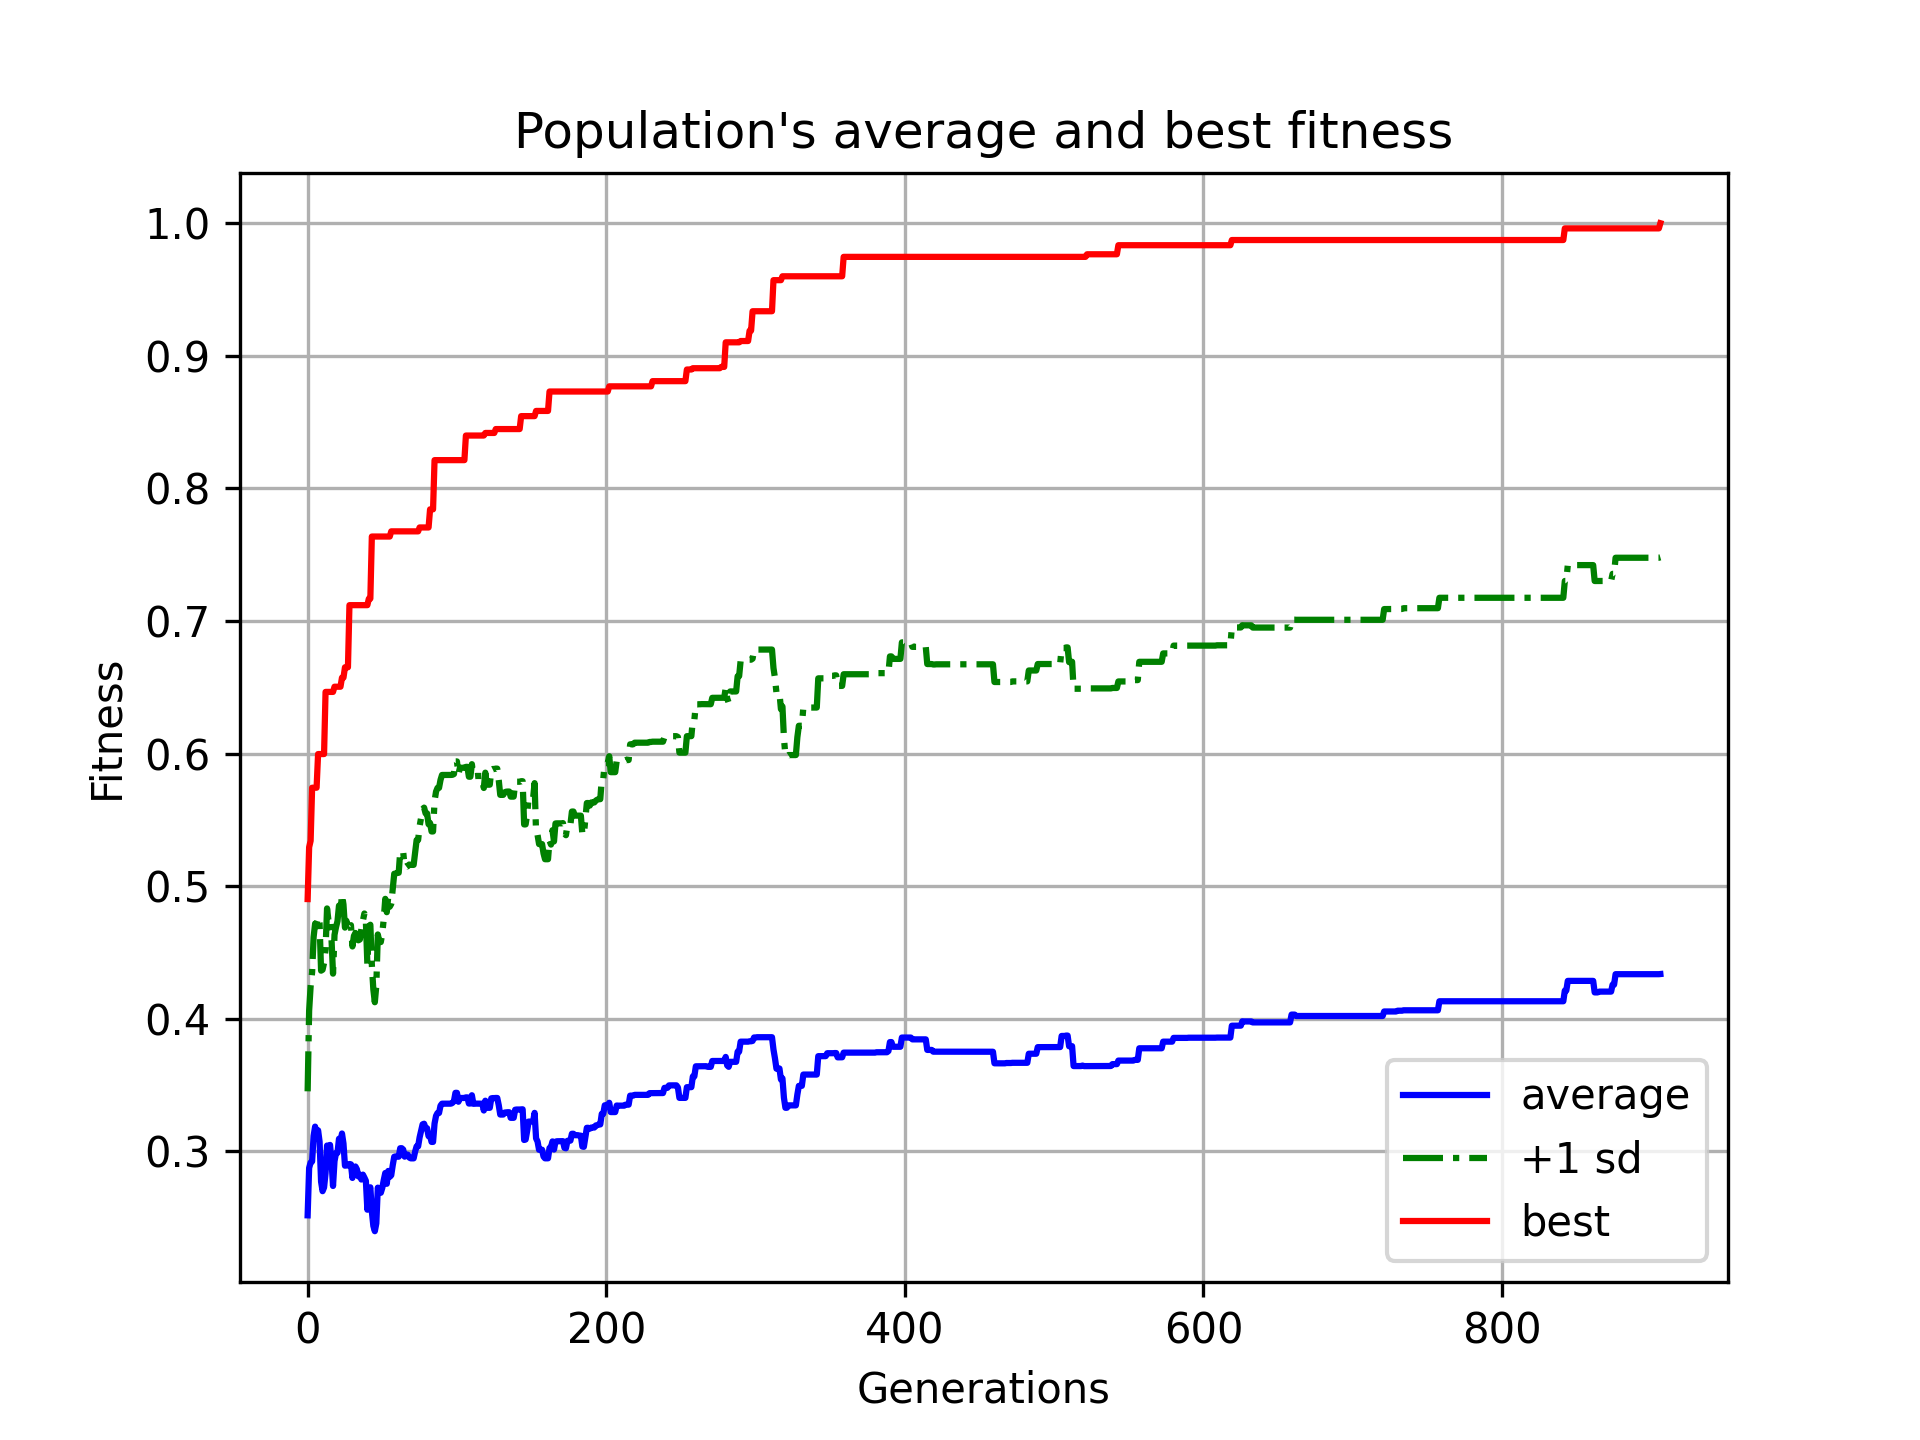 Population's average and best fitness
1.0
0.9
0.8
0.7
0.6
0.5
0.4
0.3
Fitness
0 200 400 600 800
Generations
average
+1 sd
best